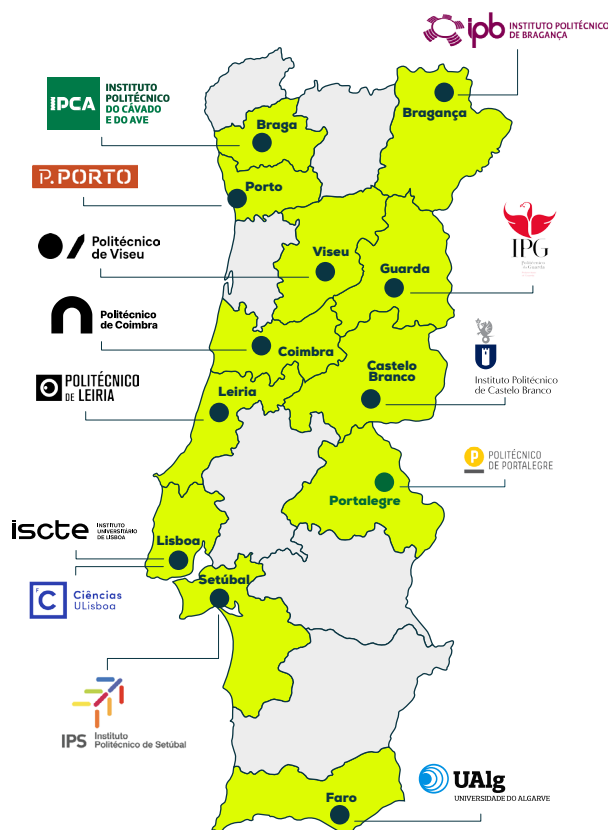 ipb INSTITUTO POLITÉCNICO
DE BRAGANÇA
IPCA
INSTITUTO
POLITÉCNICO
DO CÁVADO
E DO AVE
Braga
Bragança
P.PORTO
Porto
Politécnico
de Viseu
Viseu
Guarda
IPG
Politécnico
de Coimbra
Coimbra
Castelo
Branco
Instituto Politécnico
de Castelo Branco
POLITÉCNICO
DE LEIRIA
Leiria
P
POLITÉCNICO
DE PORTALEGRE
Portalegre
iscte INSTITUTO
UNIVERSITÁRIO
DE LISBOA
Lisboa
F
C
Ciências
ULisboa
Setúbal
IPS Instituto
Politécnico de Setúbal
UAlg
UNIVERSIDADE DO ALGARVE
Faro